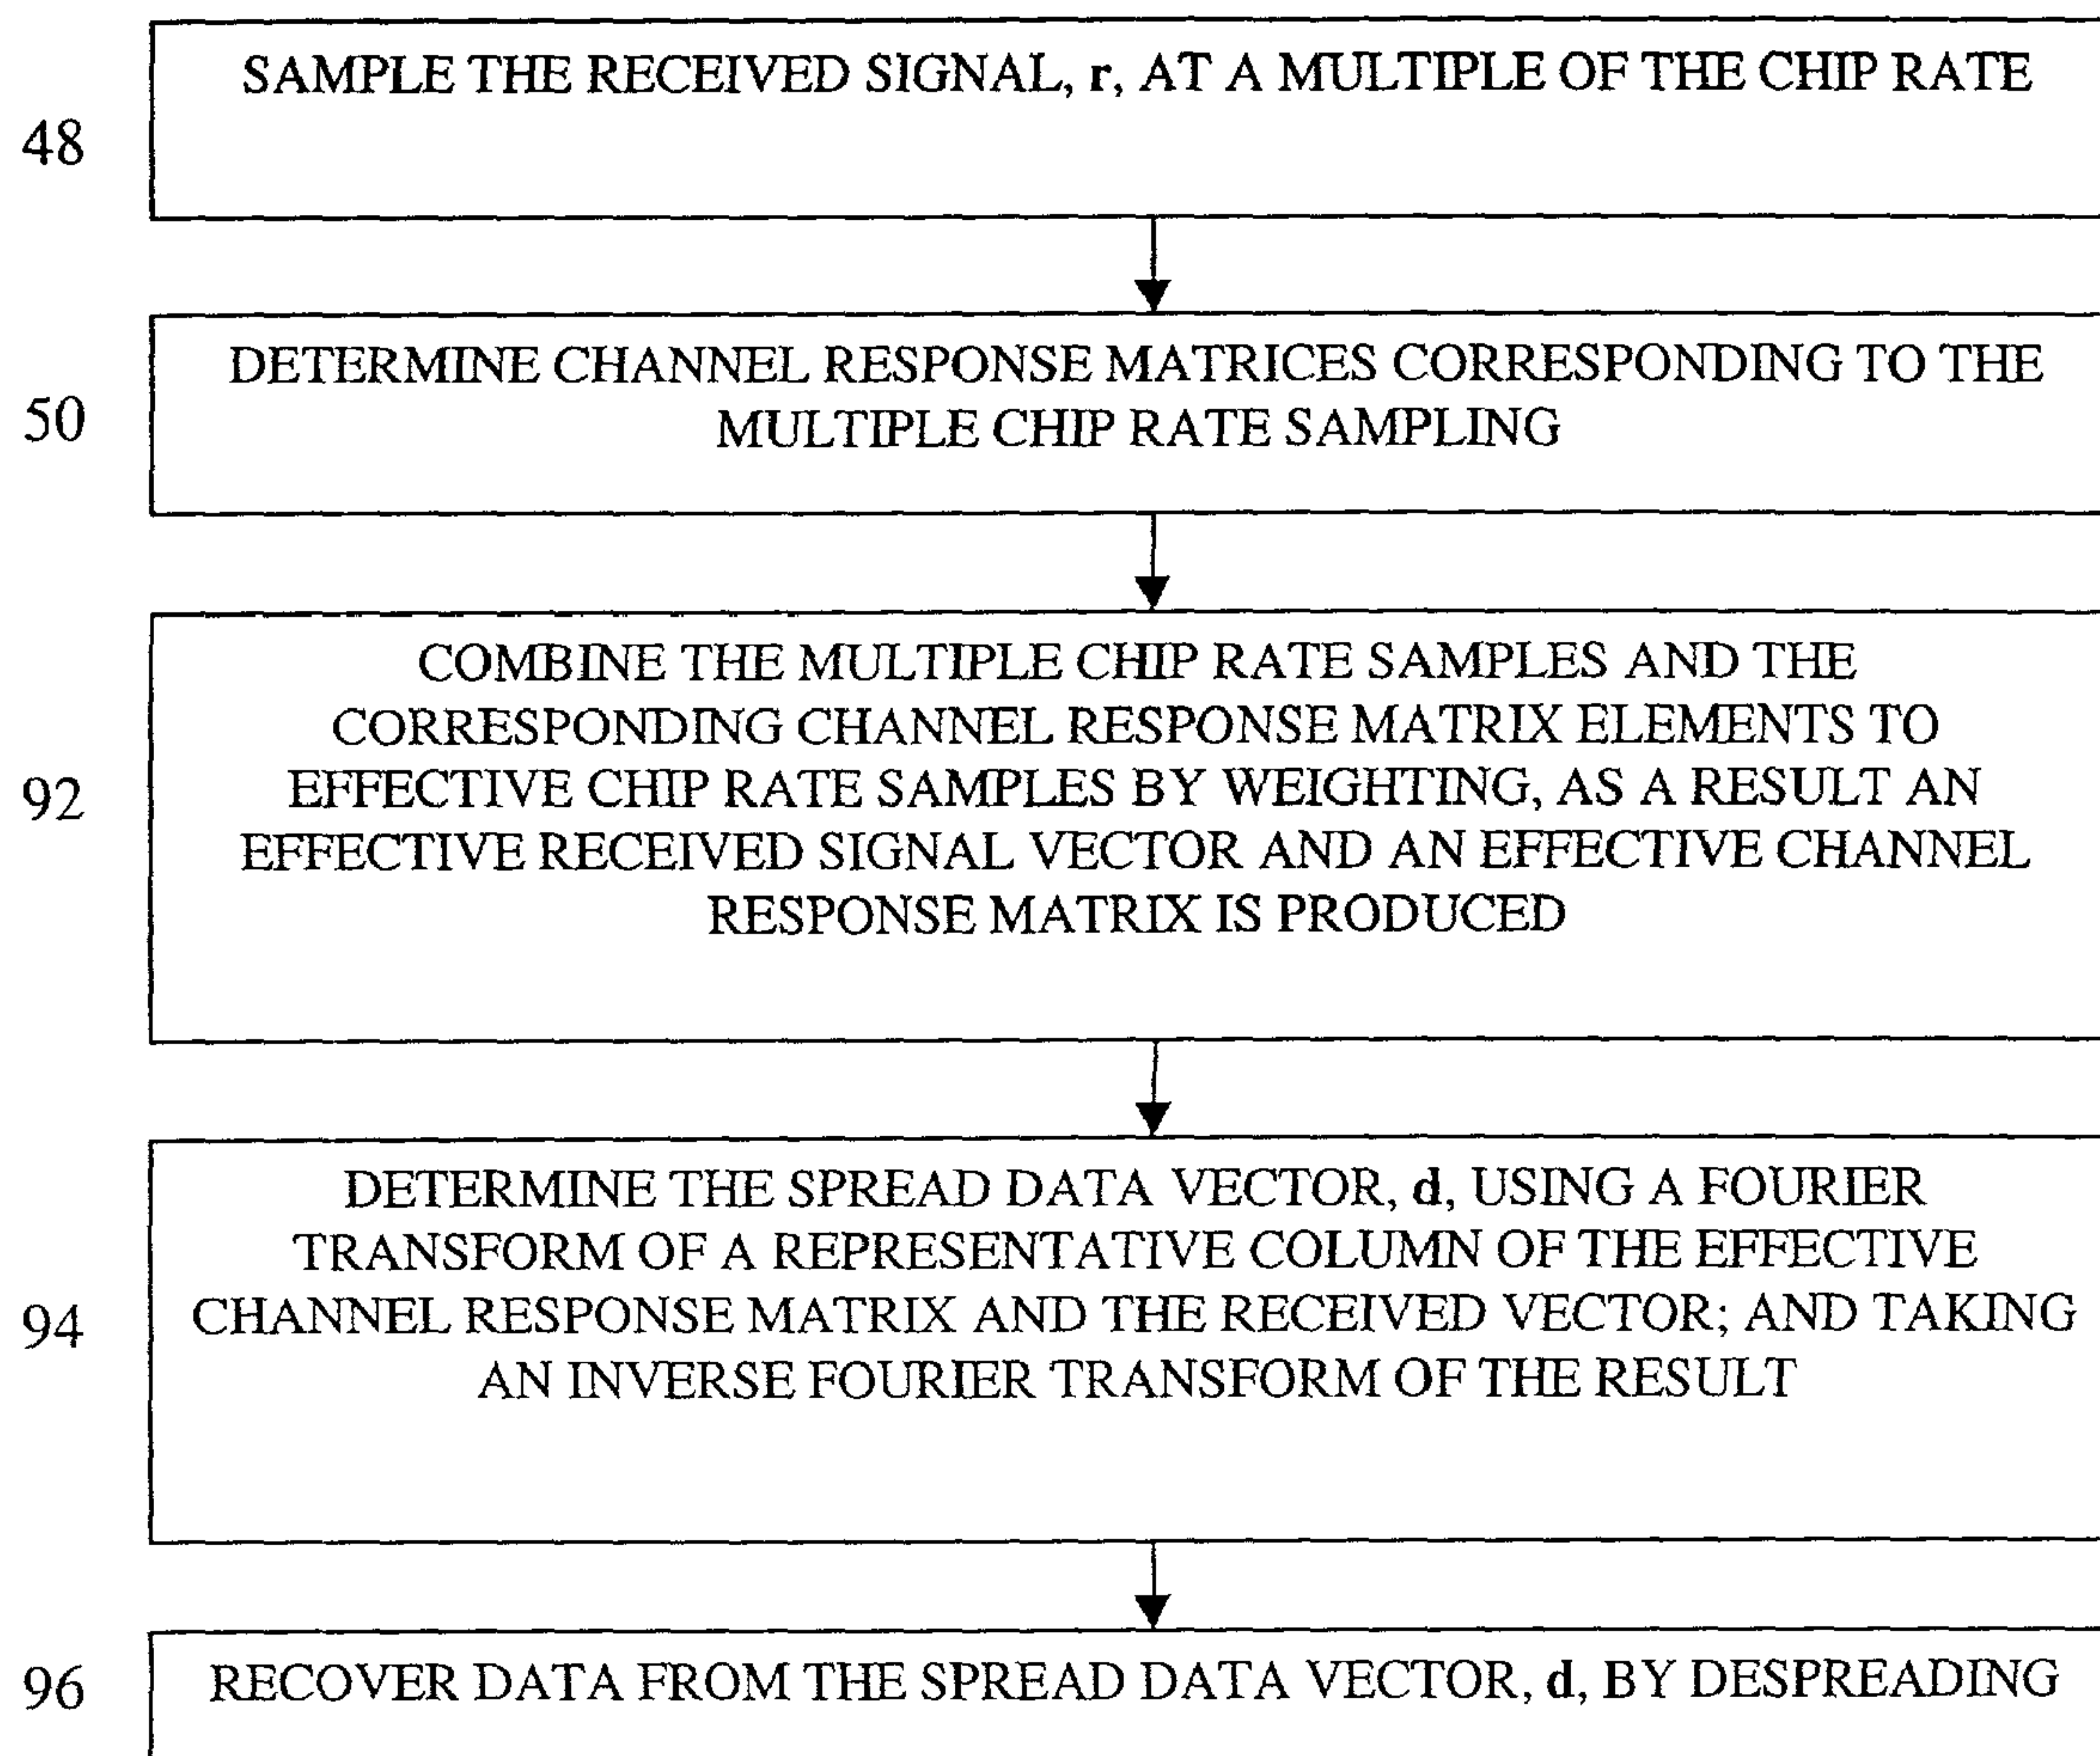 SAMPLE THE RECEIVED SIGNAL, r, AT A MULTIPLE OF THE CHIP RATE
48
DETERMINE CHANNEL RESPONSE MATRICES CORRESPONDING TO THE
MULTIPLE CHIP RATE SAMPLING
50
COMBINE THE MULTIPLE CHIP RATE SAMPLES AND THE
CORRESPONDING CHANNEL RESPONSE MATRIX ELEMENTS TO
EFFECTIVE CHIP RATE SAMPLES BY WEIGHTING, AS A RESULT AN
EFFECTIVE RECEIVED SIGNAL VECTOR AND AN EFFECTIVE CHANNEL
RESPONSE MATRIX IS PRODUCED
92
DETERMINE THE SPREAD DATA VECTOR, d, USING A FOURIER
TRANSFORM OF A REPRESENTATIVE COLUMN OF THE EFFECTIVE
CHANNEL RESPONSE MATRIX AND THE RECEIVED VECTOR; AND TAKING
AN INVERSE FOURIER TRANSFORM OF THE RESULT
94
RECOVER DATA FROM THE SPREAD DATA VECTOR, d, BY DESPREADING
96